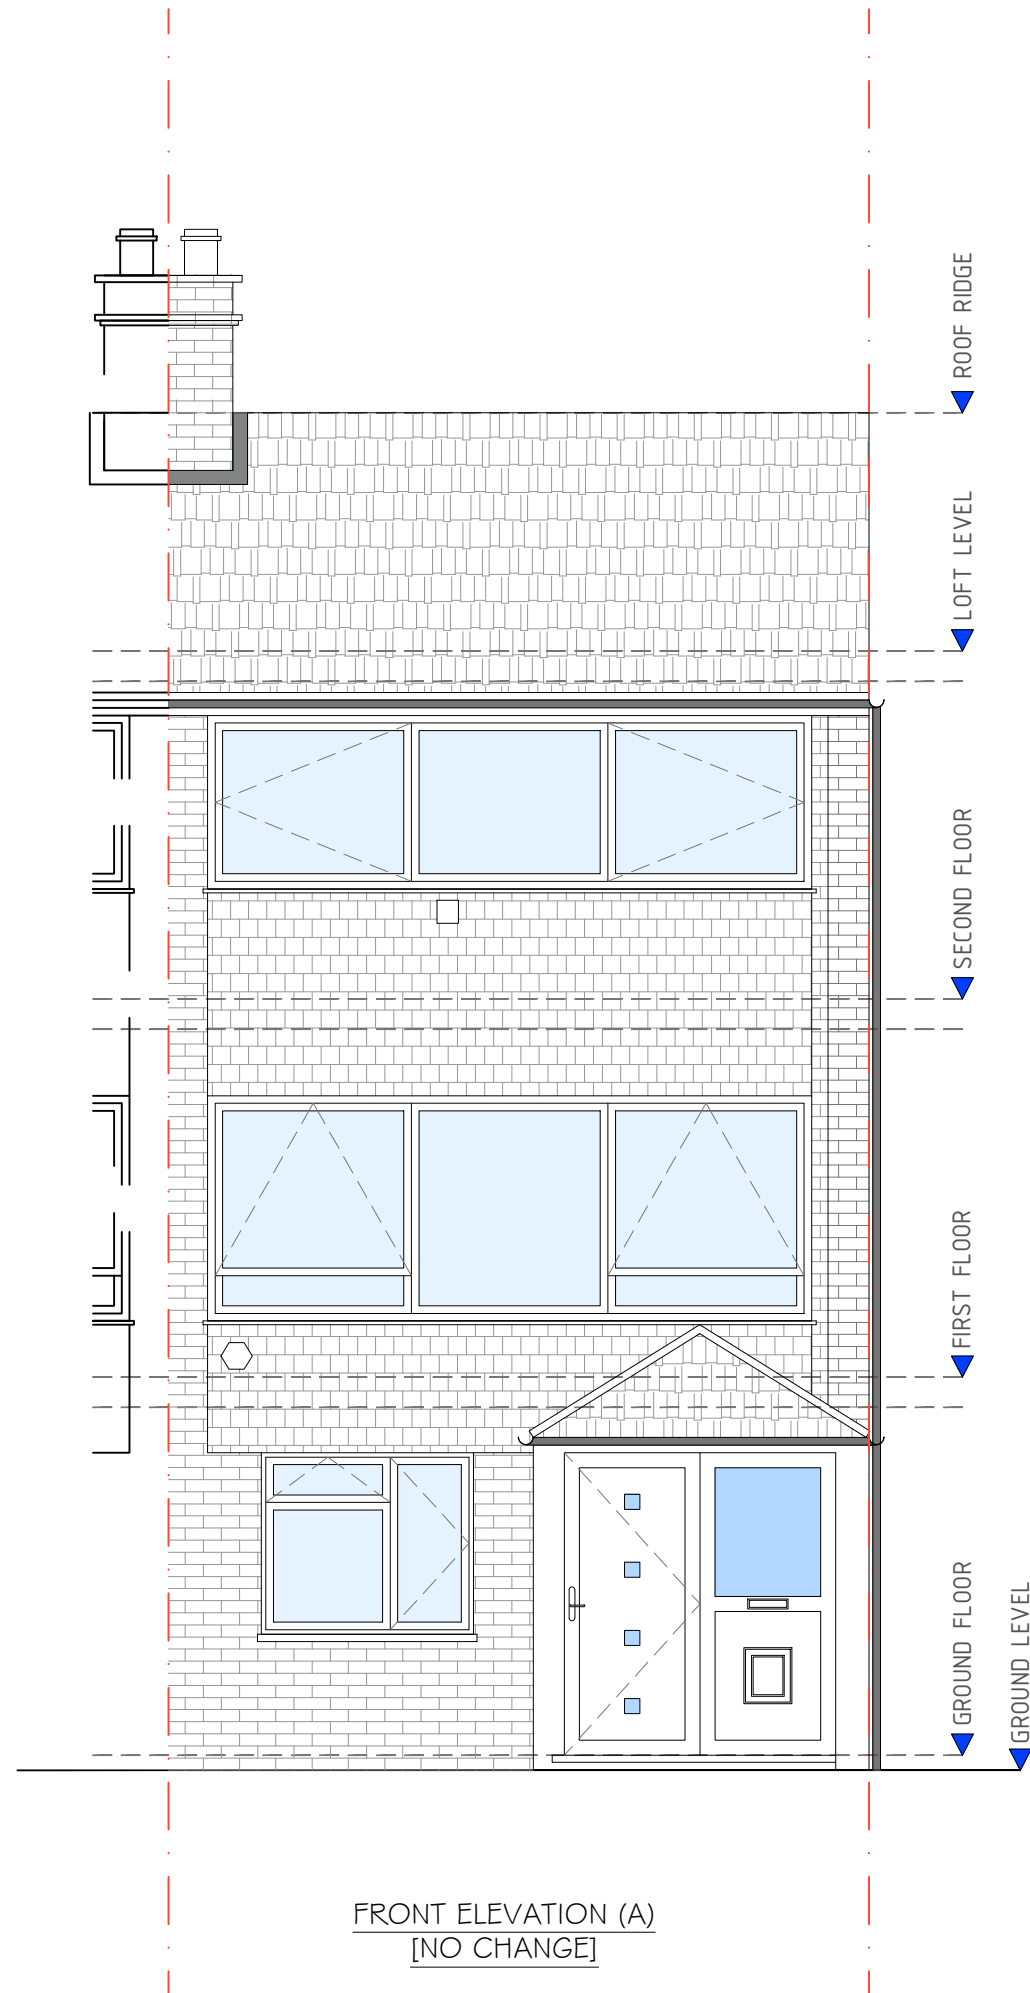 ROOF RIDGE
LOFT LEVEL
SECOND FLOOR
FIRST FLOOR
GROUND FLOOR
GROUND LEVEL
FRONT ELEVATION (A)
[NO CHANGE]